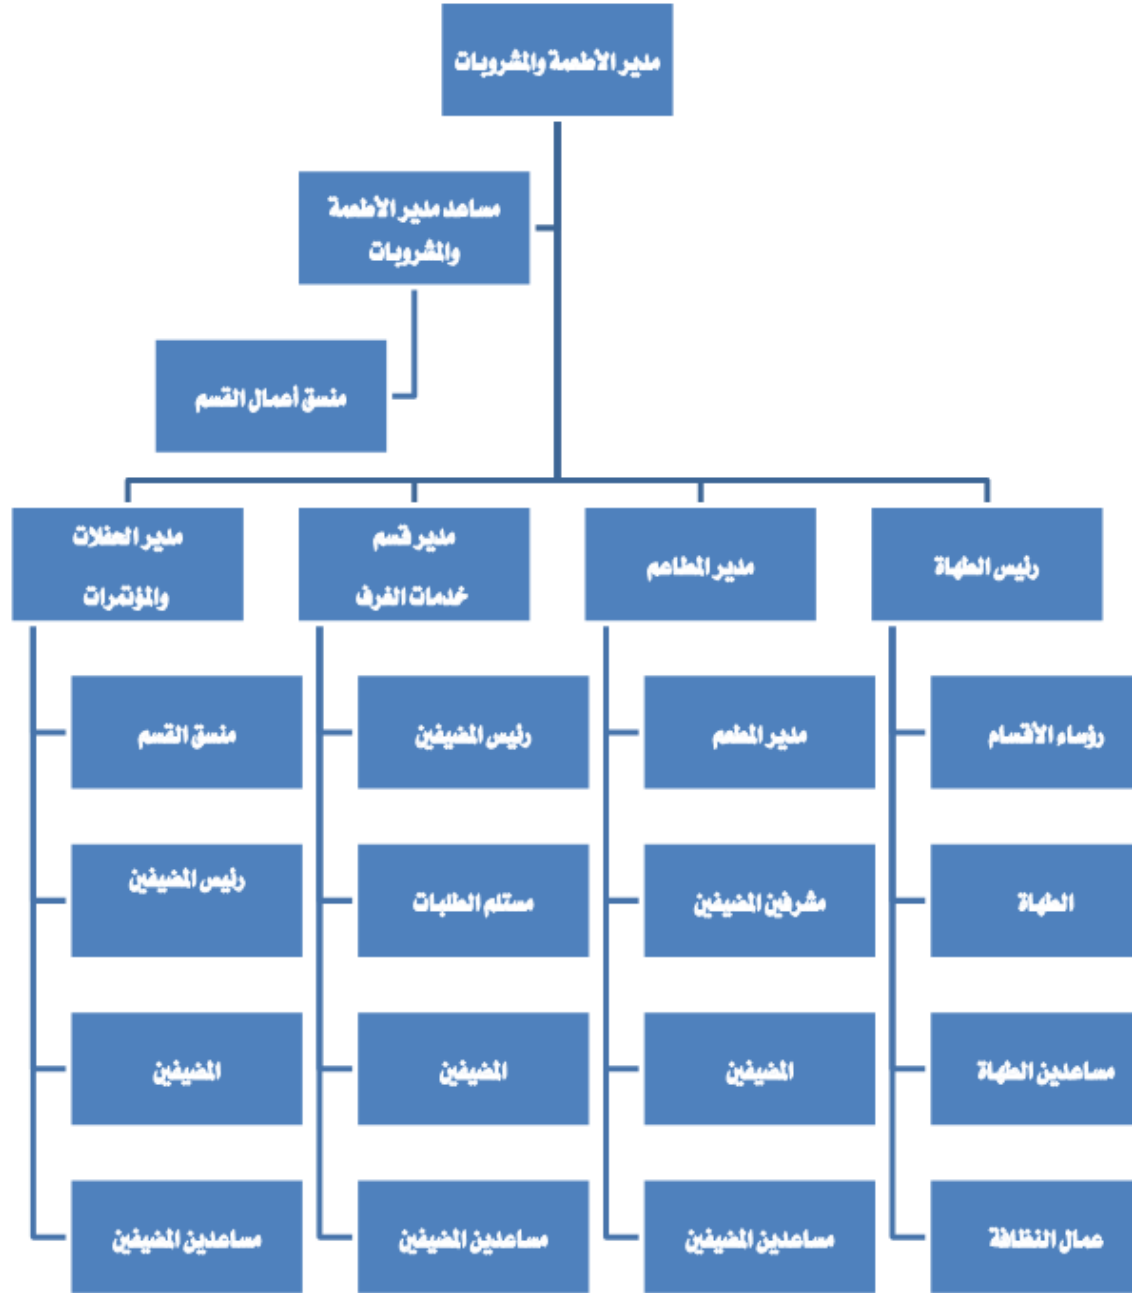 مدير الأطعمة والمشروبات
مساعد مدير الأطعمة
والمشروبات
منسق أعمال القسم
رئيس الطهاة
مدير المطاعم
مدير قسم
خدمات الغرف
مدير الحفلات
والمؤتمرات
رؤساء الأقسام
مدير المطعم
رئيس المضيفين
منسق القسم
الطهاة
مشرفين المضيفين
مستلم الطلبات
رئيس المضيفين
مساعدين الطهاة
المضيفين
المضيفين
المضيفين
عمال النظافة
مساعدين المضيفين
مساعدين المضيفين
مساعدين المضيفين